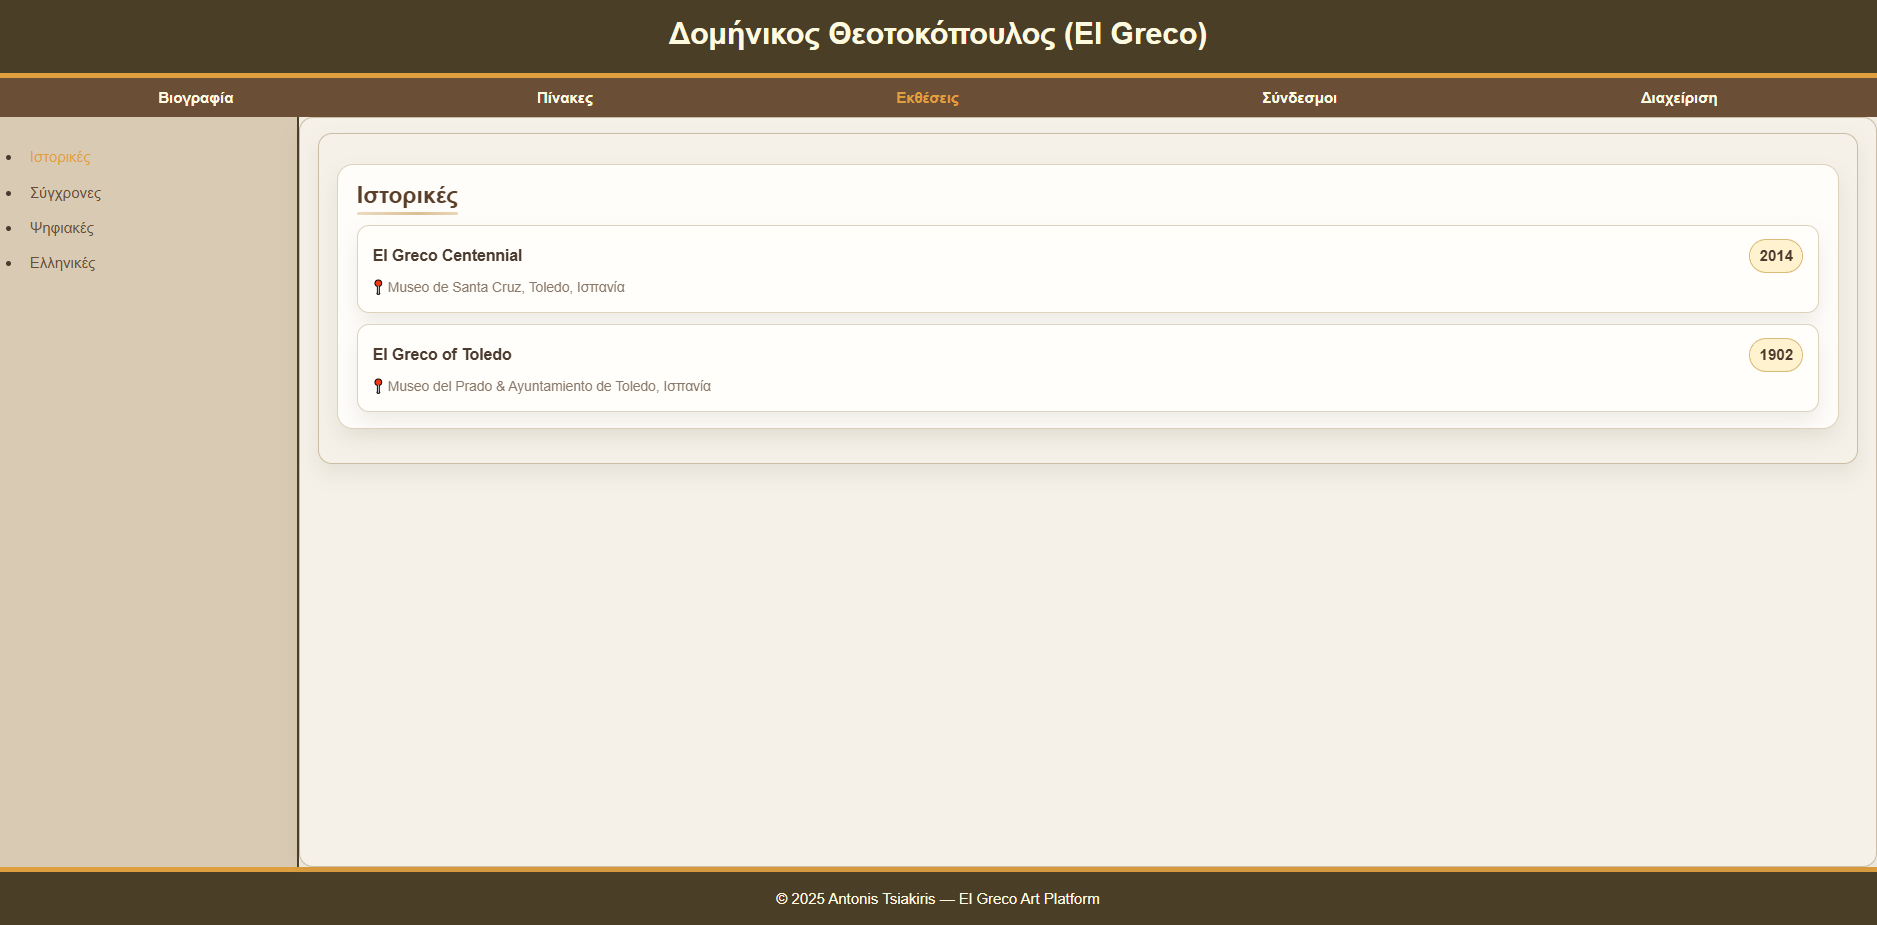 Δομήνικος Θεοτοκόπουλος (El Greco)
Βιογραφία Πίνακες Εκθέσεις Σύνδεσμοι Διαχείριση
Ιστορικές
Σύγχρονες
Ψηφιακές
Ελληνικές
Ιστορικές
El Greco Centennial 2014
Museo de Santa Cruz, Toledo, Ισπανία
El Greco of Toledo 1902
Museo del Prado & Ayuntamiento de Toledo, Ισπανία
© 2025 Antonis Tsiakiris — El Greco Art Platform